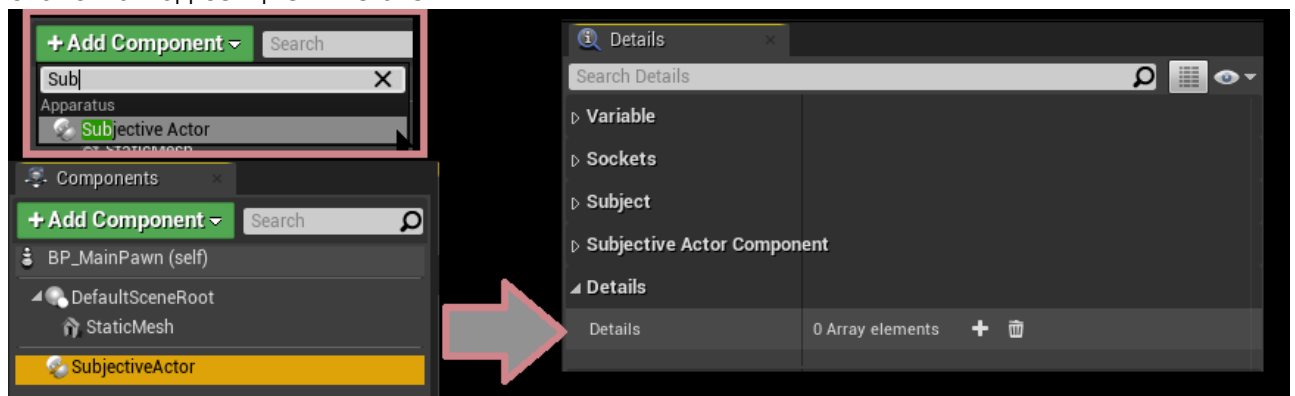 + Add Component
Search
Sub
Apparatus
Subjective Actor
StaticMesh
Components
+ Add Component
Search
BP_MainPawn (self)
DefaultSceneRoot
StaticMesh
SubjectiveActor
Details
Search Details
Variable
Sockets
Subject
Subjective Actor Component
Details
Details 0 Array elements